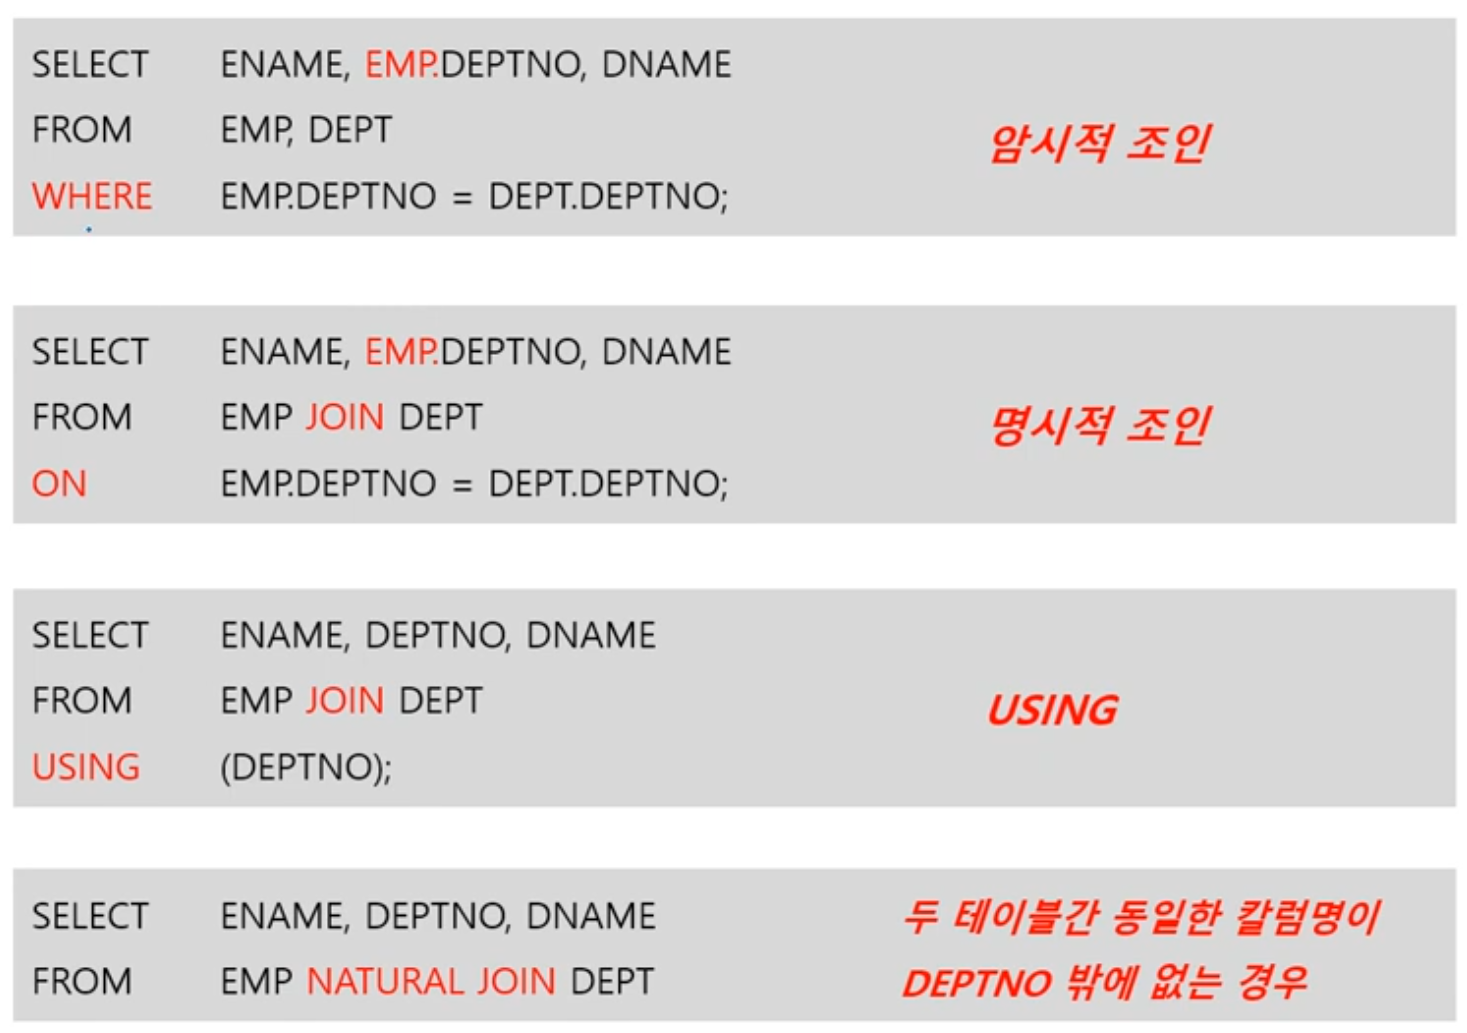 SELECT ENAME, EMP.DEPTNO, DNAME
FROM EMP, DEPT
WHERE EMP.DEPTNO = DEPT.DEPTNO;
암시적 조인
SELECT ENAME, EMP.DEPTNO, DNAME
FROM EMP JOIN DEPT
ON EMP.DEPTNO = DEPT.DEPTNO;
명시적 조인
SELECT ENAME, DEPTNO, DNAME
FROM EMP JOIN DEPT
USING (DEPTNO);
USING
SELECT ENAME, DEPTNO, DNAME
FROM EMP NATURAL JOIN DEPT
두 테이블간 동일한 칼럼명이
DEPTNO 밖에 없는 경우